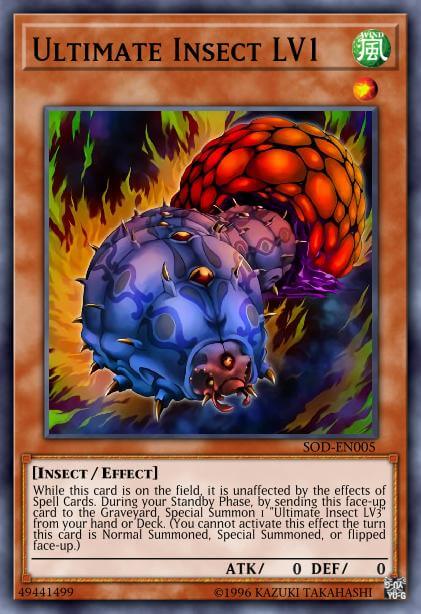 ULTIMATE INSECT LV1
WIND
風
SOD-EN005
[INSECT / EFFECT]
While this card is on the field, it is unaffected by the effects of
Spell Cards. During your Standby Phase, by sending this face-up
card to the Graveyard, Special Summon 1 "Ultimate Insect LV3"
from your hand or Deck. (You cannot activate this effect the turn
this card is Normal Summoned, Special Summoned, or flipped
face-up.)
ATK/ 0 DEF/ 0
49441499
©1996 KAZUKI TAKAHASHI